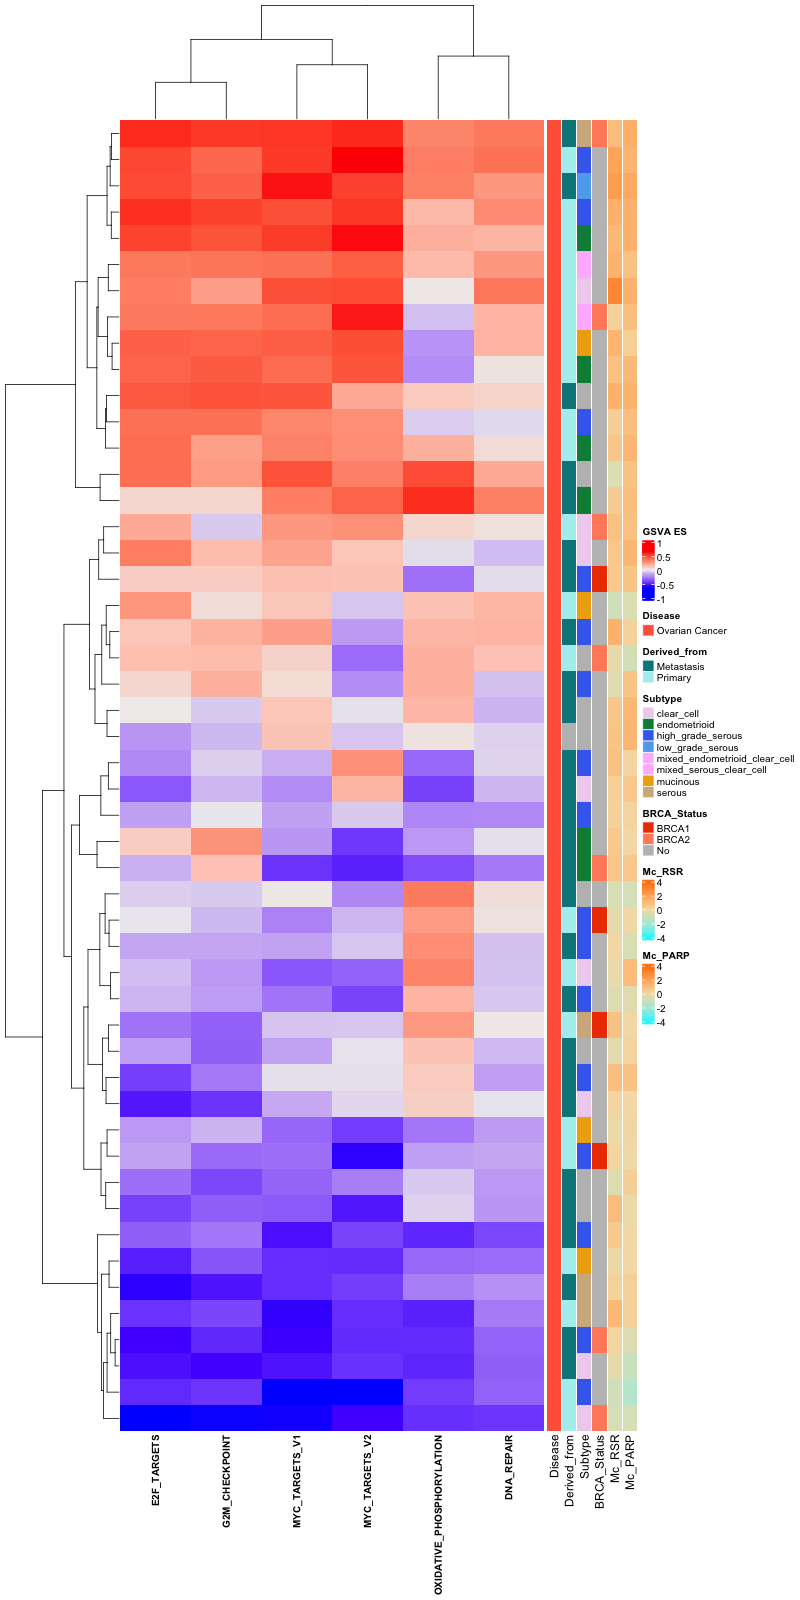 GSVA ES
1
0.5
0
-0.5
-1
Disease
Ovarian Cancer
Derived_from
Metastasis
Primary
Subtype
clear_cell
endometrioid
high_grade_serous
low_grade_serous
mixed_endometrioid_clear_cell
mixed_serous_clear_cell
mucinous
serous
BRCA_Status
BRCA1
BRCA2
No
Mc_RSR
4
2
0
-2
-4
Mc_PARP
4
2
0
-2
-4
E2F_TARGETS
G2M_CHECKPOINT
MYC_TARGETS_V1
MYC_TARGETS_V2
OXIDATIVE_PHOSPHORYLATION
DNA_REPAIR
Disease
Derived_from
Subtype
BRCA_Status
Mc_RSR
Mc_PARP